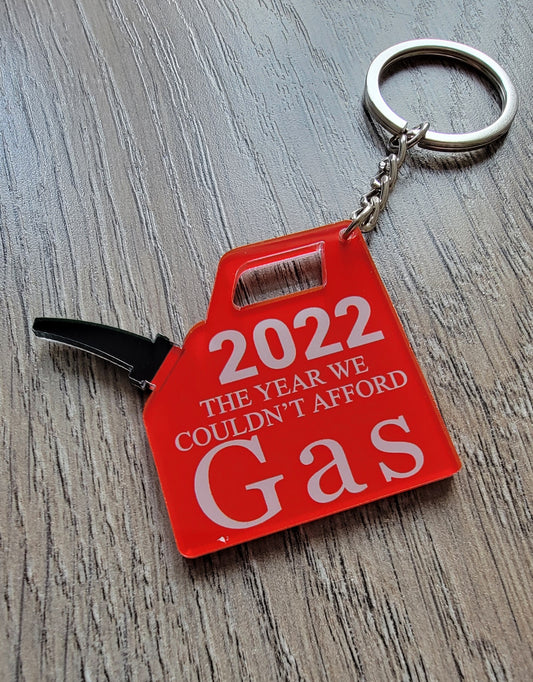 2022
THE YEAR WE
COULDN'T AFFORD
Gas